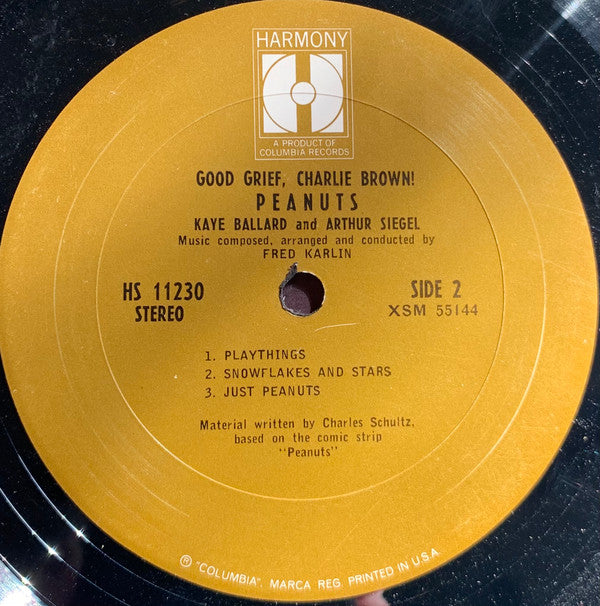 HARMONY
H
A PRODUCT OF
COLUMBIA RECORDS
GOOD GRIEF, CHARLIE BROWN!
PEANUTS
KAYE BALLARD and ARTHUR SIEGEL
Music composed, arranged and conducted by
FRED KARLIN
HS 11230
STEREO
SIDE 2
XSM 55144
1. PLAYTHINGS
2. SNOWFLAKES AND STARS
3. JUST PEANUTS
Material written by Charles Schultz,
based on the comic strip
"Peanuts"
® "COLUMBIA", MARCA REG. PRINTED IN U.S.A